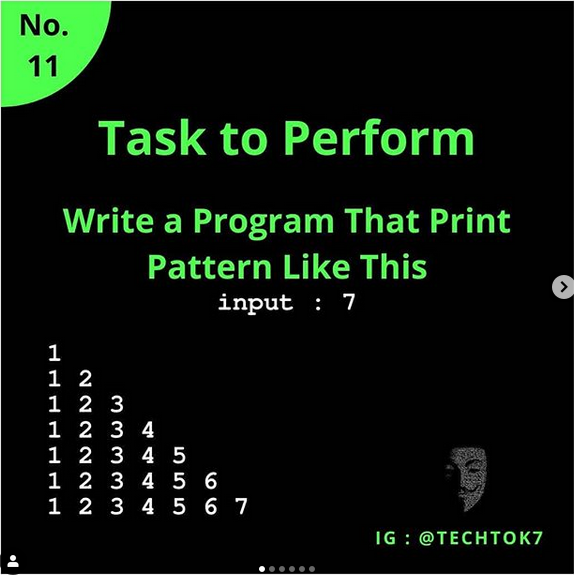 No.
11
Task to Perform
Write a Program That Print
Pattern Like This
input : 7
1
1 2
1 2 3
1 2 3 4
1 2 3 4 5
1 2 3 4 5 6
1 2 3 4 5 6 7
IG : @TECHTOK7